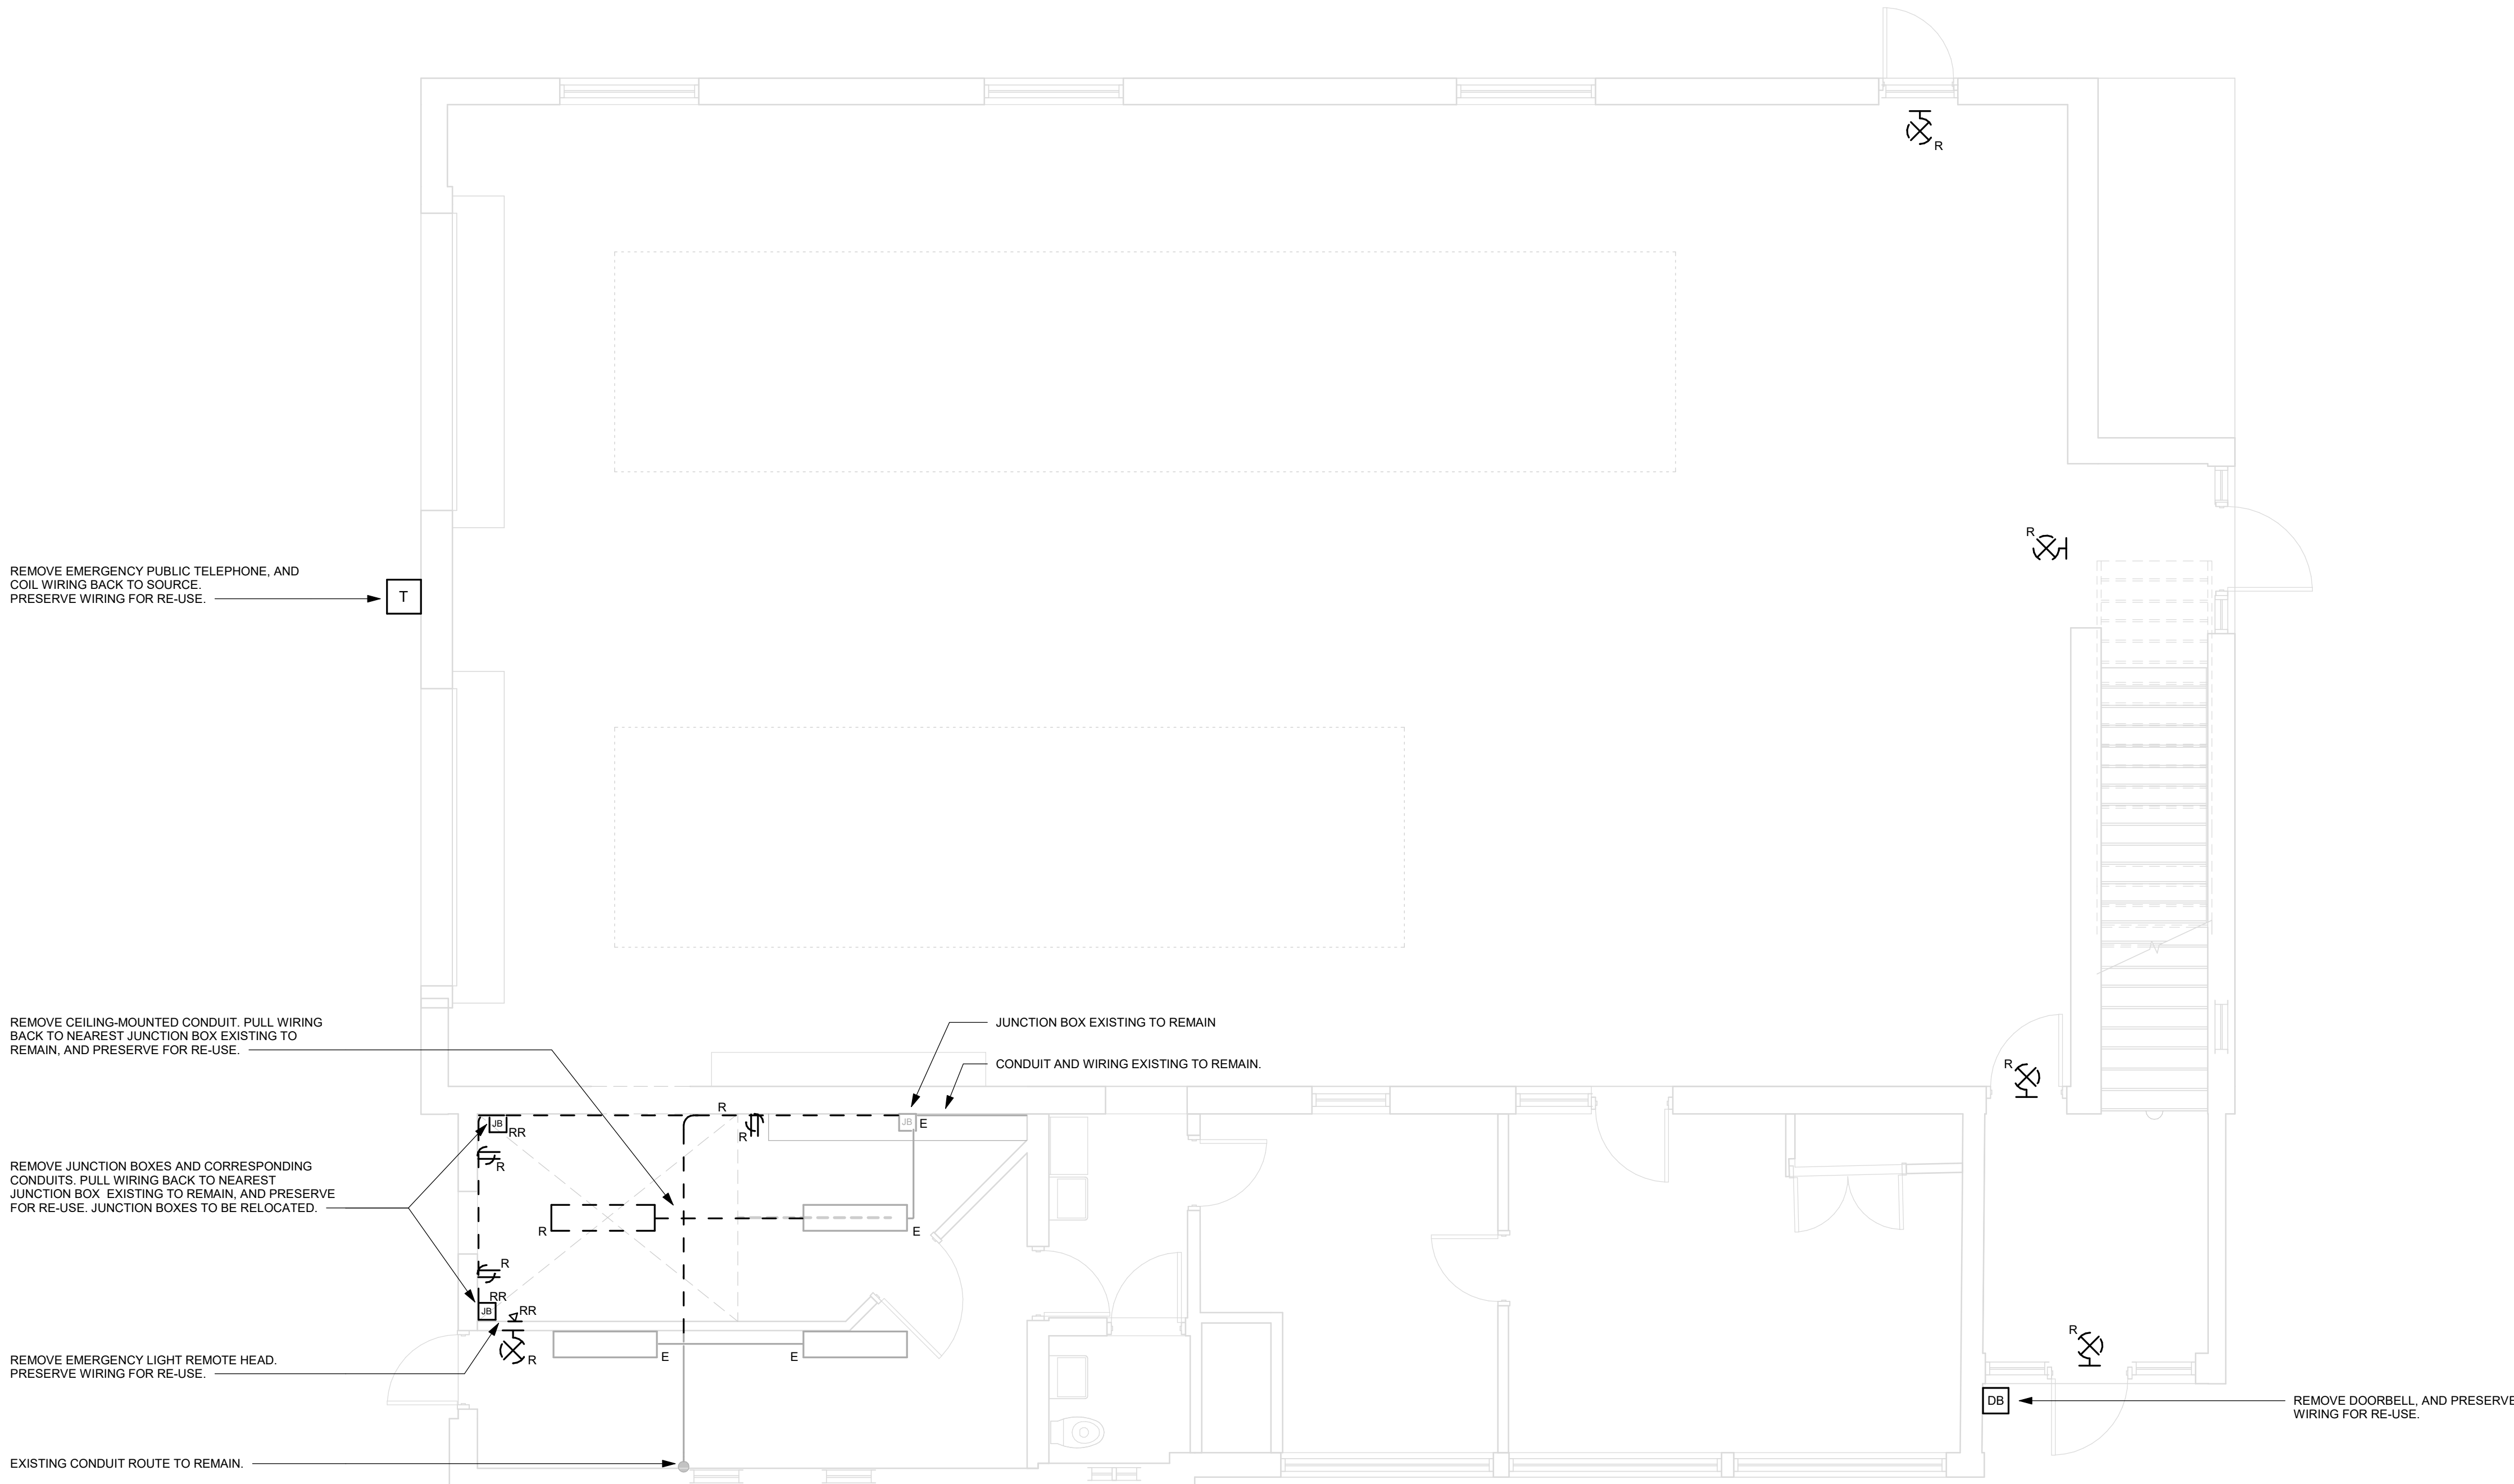 R
R
REMOVE EMERGENCY PUBLIC TELEPHONE, AND
COIL WIRING BACK TO SOURCE.
PRESERVE WIRING FOR RE-USE.
T
REMOVE CEILING-MOUNTED CONDUIT. PULL WIRING
BACK TO NEAREST JUNCTION BOX EXISTING TO
REMAIN, AND PRESERVE FOR RE-USE.
JUNCTION BOX EXISTING TO REMAIN
CONDUIT AND WIRING EXISTING TO REMAIN.
R
R
JB
RR
R
JB
E
REMOVE JUNCTION BOXES AND CORRESPONDING
CONDUITS. PULL WIRING BACK TO NEAREST
JUNCTION BOX EXISTING TO REMAIN, AND PRESERVE
FOR RE-USE. JUNCTION BOXES TO BE RELOCATED.
R
R
E
R
RR
JB
RR
R
E
E
R
REMOVE EMERGENCY LIGHT REMOTE HEAD.
PRESERVE WIRING FOR RE-USE.
DB
REMOVE DOORBELL, AND PRESERVE
WIRING FOR RE-USE.
EXISTING CONDUIT ROUTE TO REMAIN.